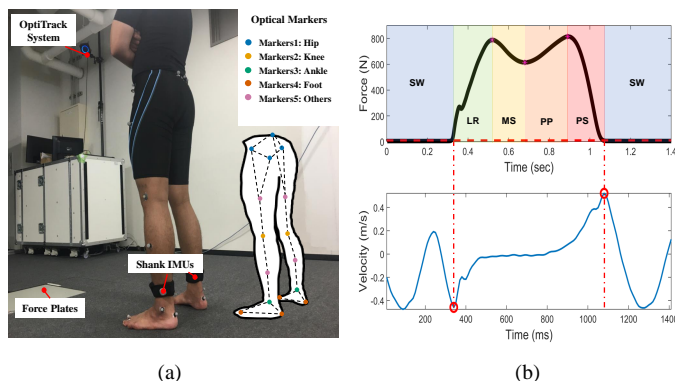 OptiTrack
System
Optical Markers
Markers1: Hip
Markers2: Knee
Markers3: Ankle
Markers4: Foot
Markers5: Others
Shank IMUs
Force Plates
(a)
800
600
400
200
0
Force (N)
SW
LR
MS
PP
PS
SW
0 0.2 0.4 0.6 0.8 1 1.2 1.4
Time (sec)
0.4
0.2
0
-0.2
-0.4
Velocity (m/s)
200 400 600 800 1000 1200 1400
Time (ms)
(b)